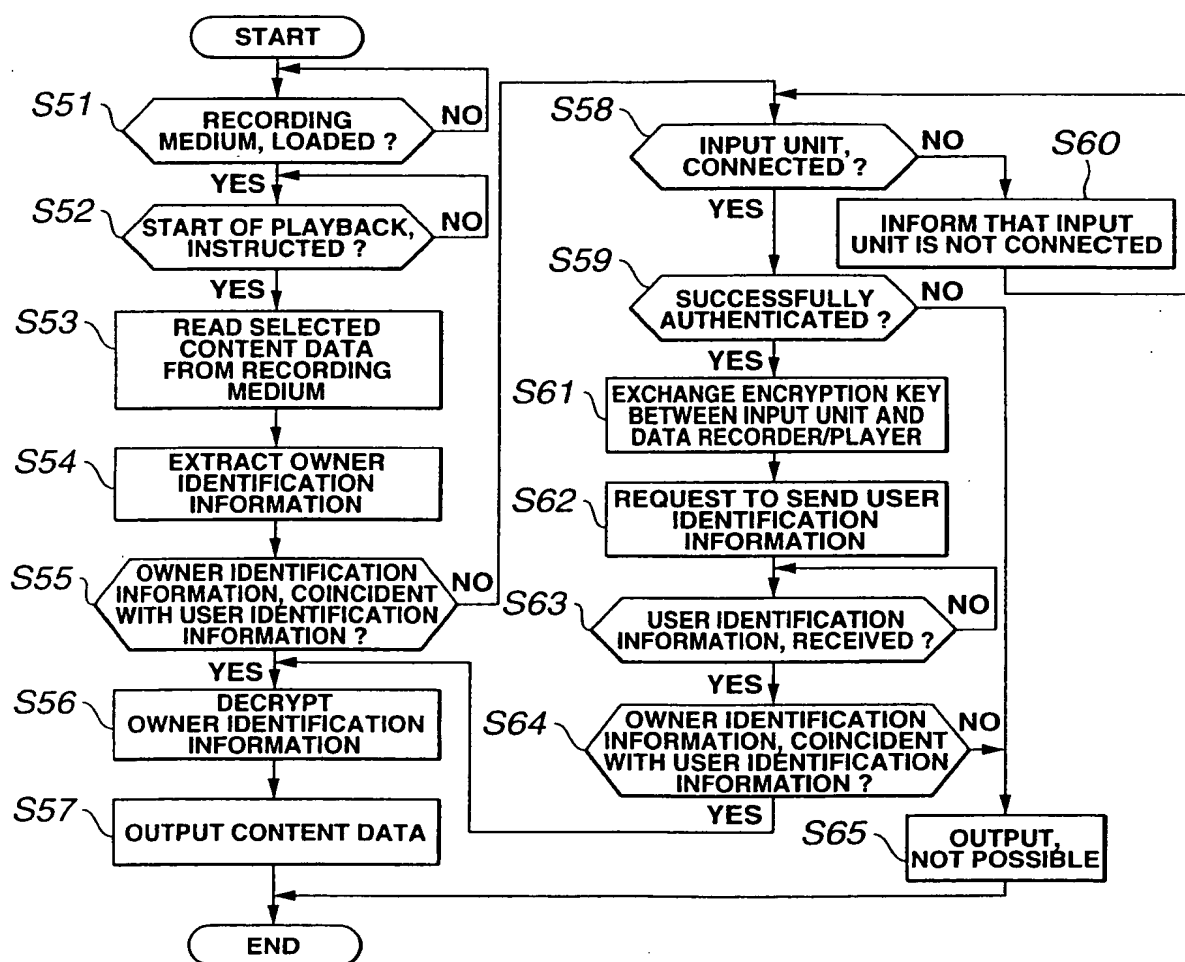 START
S51
RECORDING
MEDIUM, LOADED ?
NO
YES
S52
START OF PLAYBACK,
INSTRUCTED ?
NO
YES
S53
READ SELECTED
CONTENT DATA
FROM RECORDING
MEDIUM
S54
EXTRACT OWNER
IDENTIFICATION
INFORMATION
S55
OWNER IDENTIFICATION
INFORMATION, COINCIDENT
WITH USER IDENTIFICATION
INFORMATION ?
NO
YES
S56
DECRYPT
OWNER IDENTIFICATION
INFORMATION
S57
OUTPUT CONTENT DATA
END
S58
INPUT UNIT,
CONNECTED ?
NO
YES
S60
INFORM THAT INPUT
UNIT IS NOT CONNECTED
S59
SUCCESSFULLY
AUTHENTICATED ?
NO
YES
S61
EXCHANGE ENCRYPTION KEY
BETWEEN INPUT UNIT AND
DATA RECORDER/PLAYER
S62
REQUEST TO SEND USER
IDENTIFICATION
INFORMATION
S63
USER IDENTIFICATION
INFORMATION, RECEIVED ?
NO
YES
S64
OWNER IDENTIFICATION
INFORMATION, COINCIDENT
WITH USER IDENTIFICATION
INFORMATION ?
NO
YES
S65
OUTPUT,
NOT POSSIBLE